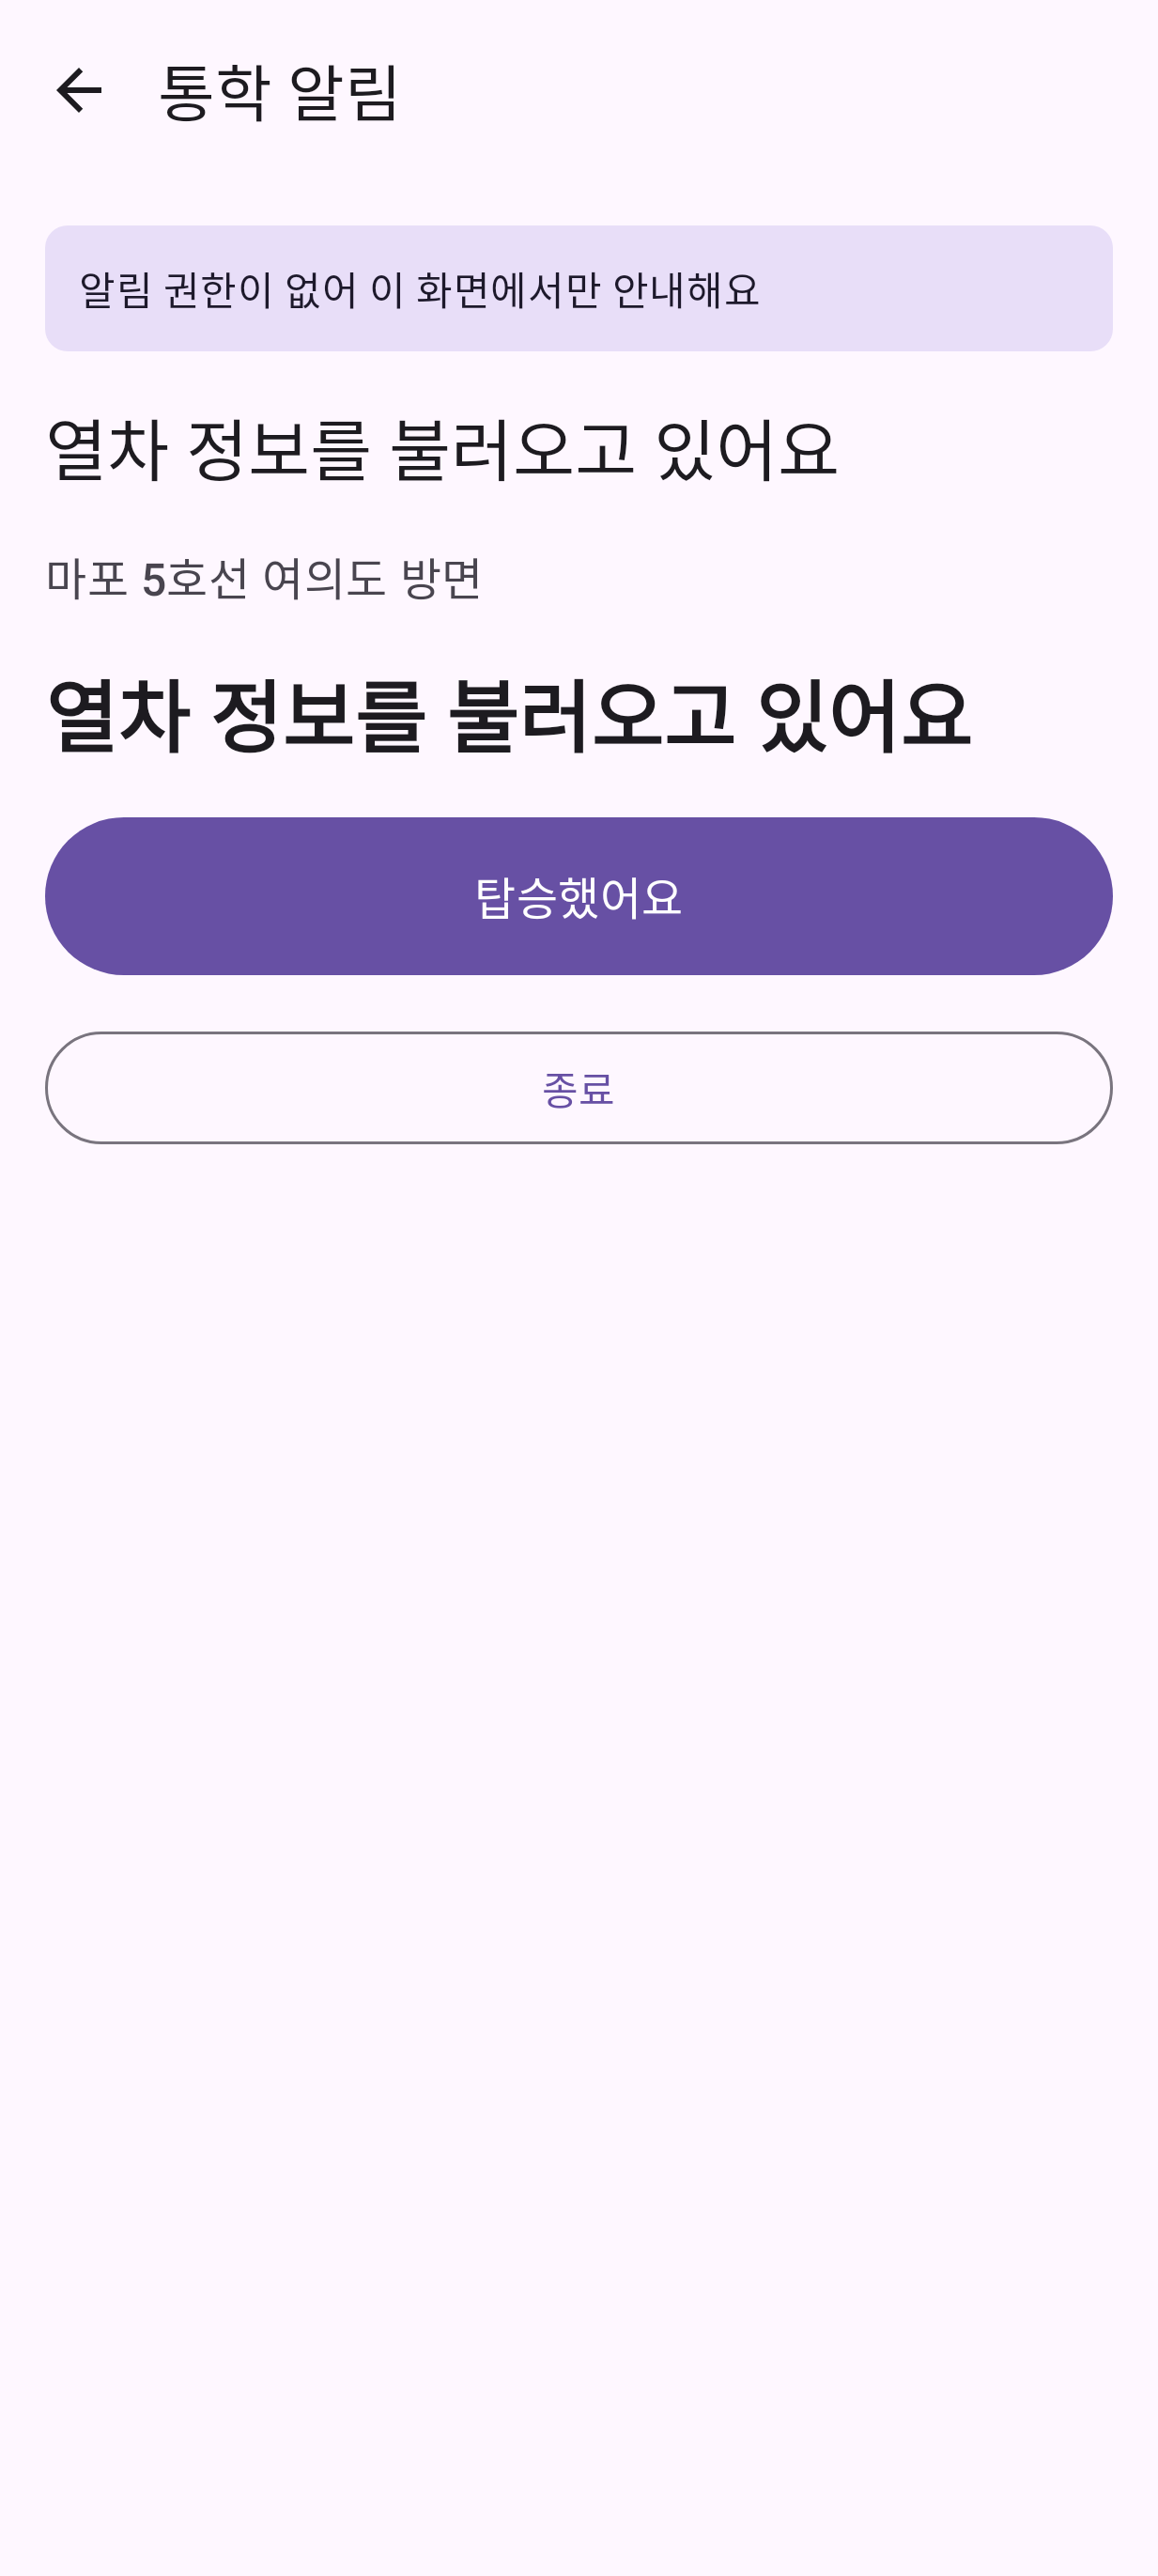 통학 알림
알림 권한이 없어 이 화면에서만 안내해요
열차 정보를 불러오고 있어요
마포 5호선 여의도 방면
열차 정보를 불러오고 있어요
탑승했어요
종료